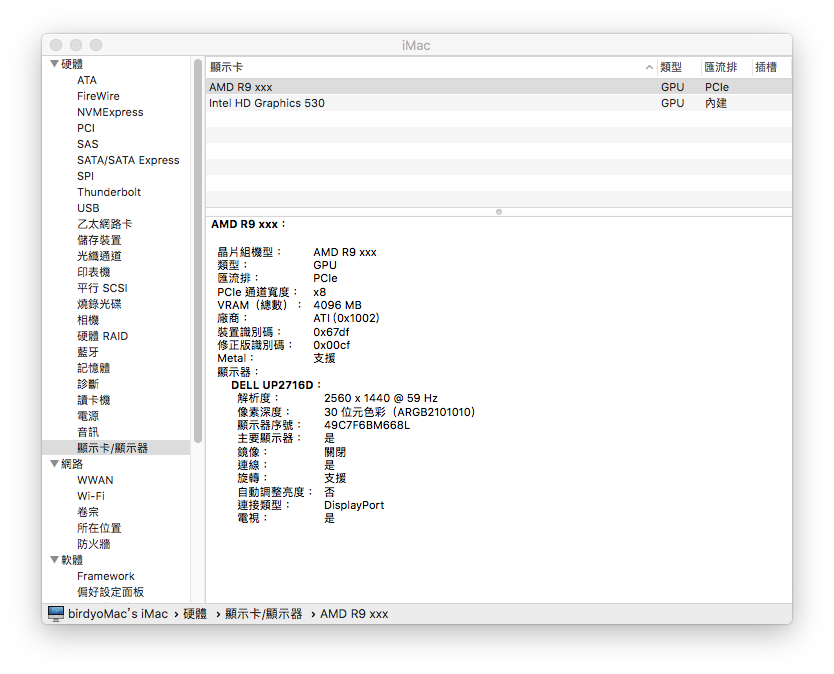 iMac
硬體
ATA
FireWire
NVMExpress
PCI
SAS
SATA/SATA Express
SPI
Thunderbolt
USB
乙太網路卡
儲存裝置
光纖通道
印表機
平行 SCSI
燒錄光碟
相機
硬體 RAID
藍牙
記憶體
診斷
讀卡機
電源
音訊
顯示卡/顯示器
網路
WWAN
Wi-Fi
卷宗
所在位置
防火牆
軟體
Framework
偏好設定面板
顯示卡 類型 匯流排 插槽
AMD R9 xxx GPU PCIe
Intel HD Graphics 530 GPU 內建
AMD R9 xxx：
晶片組機型： AMD R9 xxx
類型： GPU
匯流排： PCIe
PCIe 通道寬度： x8
VRAM（總數）： 4096 MB
廠商： ATI (0x1002)
裝置識別碼： 0x67df
修正版識別碼： 0x00cf
Metal： 支援
顯示器：
DELL UP2716D：
解析度： 2560 x 1440 @ 59 Hz
像素深度： 30 位元色彩（ARGB2101010）
顯示器序號： 49C7F6BM668L
主要顯示器： 是
鏡像： 關閉
連線： 是
旋轉： 支援
自動調整亮度： 否
連接類型： DisplayPort
電視： 是
birdyoMac's iMac › 硬體 › 顯示卡/顯示器 › AMD R9 xxx